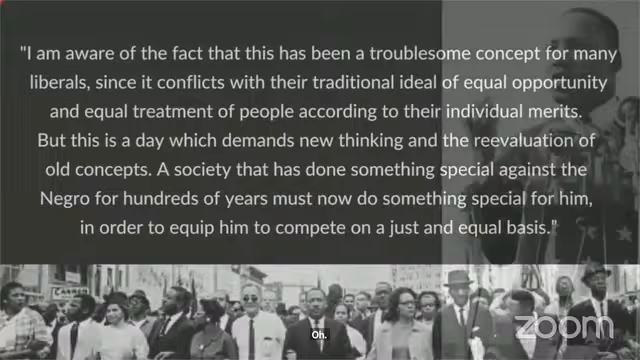 "I am aware of the fact that this has been a troublesome concept for many
liberals, since it conflicts with their traditional ideal of equal opportunity
and equal treatment of people according to their individual merits.
But this is a day which demands new thinking and the reevaluation of
old concepts. A society that has done something special against the
Negro for hundreds of years must now do something special for him,
in order to equip him to compete on a just and equal basis."
Oh.
zoom